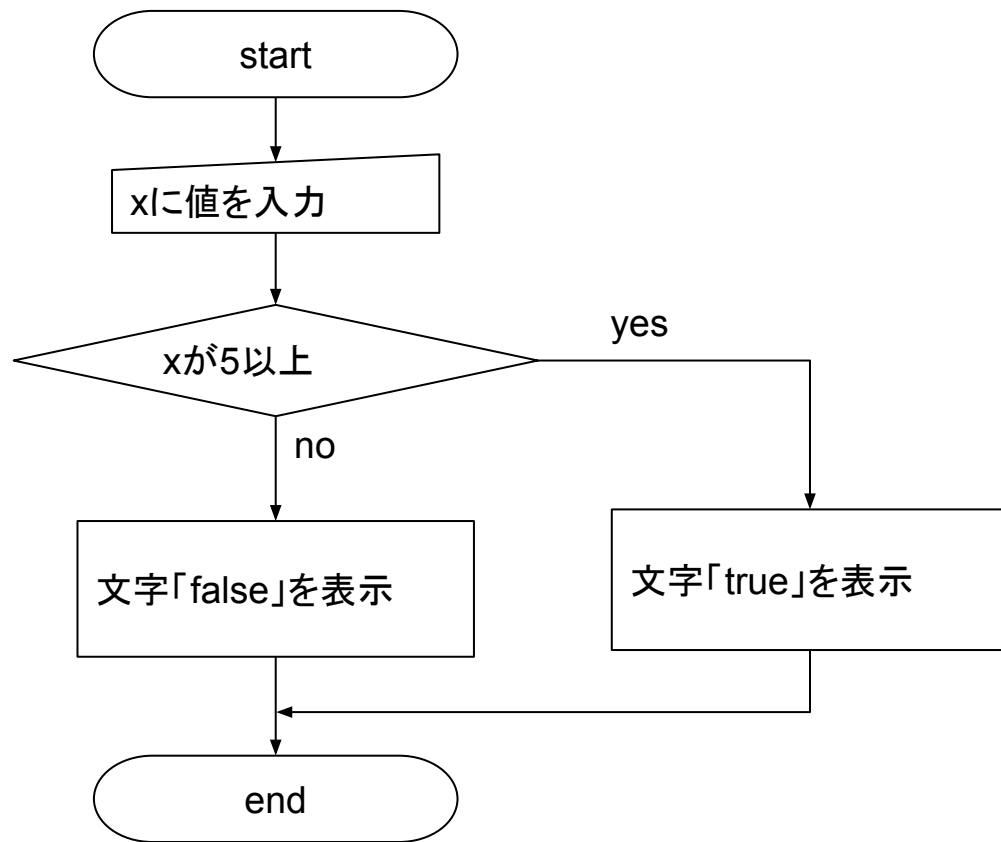 start
xに値を入力
xが5以上
yes
no
文字「false」を表示
文字「true」を表示
end